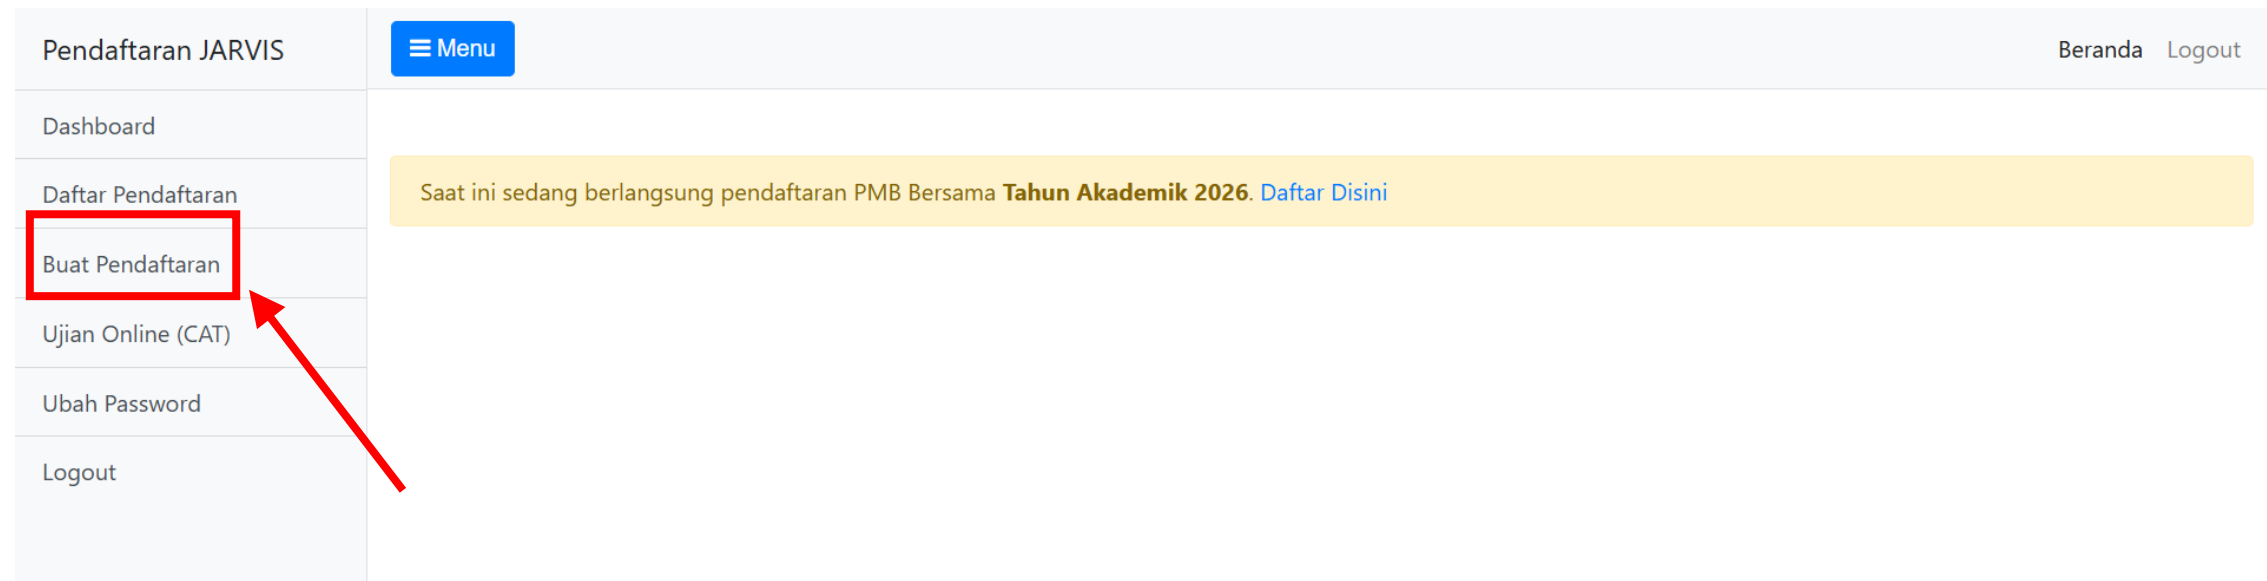 Pendaftaran JARVIS
Menu
Beranda
Logout
Dashboard
Daftar Pendaftaran
Buat Pendaftaran
Ujian Online (CAT)
Ubah Password
Logout
Saat ini sedang berlangsung pendaftaran PMB Bersama Tahun Akademik 2026. Daftar Disini